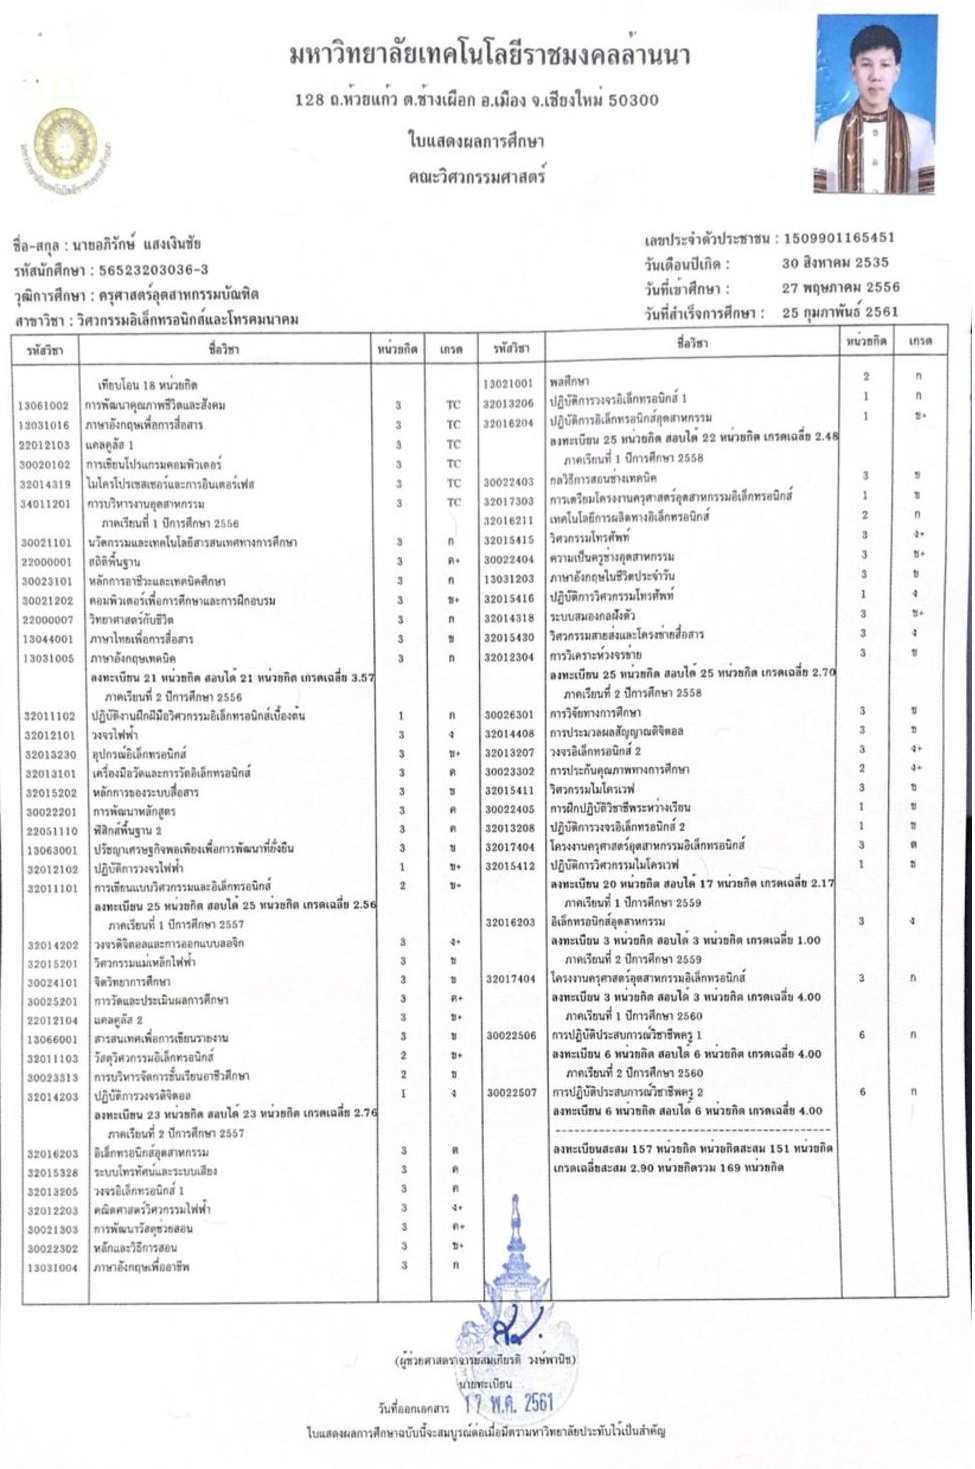 มหาวิทยาลัยเทคโนโลยีราชมงคลล้านนา
128 ถ.ห้วยแก้ว ต.ช้างเผือก อ.เมือง จ.เชียงใหม่ 50300
ใบแสดงผลการศึกษา
คณะวิศวกรรมศาสตร์
ชื่อ-สกุล : นายอภิรักษ์ แสงเงินชัย
รหัสนักศึกษา : 56523203036-3
วุฒิการศึกษา : ครุศาสตร์อุตสาหกรรมบัณฑิต
สาขาวิชา : วิศวกรรมอิเล็กทรอนิกส์และโทรคมนาคม
เลขประจำตัวประชาชน : 1509901165451
วันเดือนปีเกิด : 30 สิงหาคม 2535
วันที่เข้าศึกษา : 27 พฤษภาคม 2556
วันที่สำเร็จการศึกษา : 25 กุมภาพันธ์ 2561
รหัสวิชา ชื่อวิชา หน่วยกิต เกรด
เทียบโอน 18 หน่วยกิต
13061002 การพัฒนาคุณภาพชีวิตและสังคม 3 TC
13031016 ภาษาอังกฤษเพื่อการสื่อสาร 3 TC
22012103 แคลคูลัส 1 3 TC
30020102 การเขียนโปรแกรมคอมพิวเตอร์ 3 TC
32014319 ไมโครโปรเซสเซอร์และการอินเตอร์เฟส 3 TC
34011201 การบริหารงานอุตสาหกรรม 3 TC
ภาคเรียนที่ 1 ปีการศึกษา 2556
30021101 นวัตกรรมและเทคโนโลยีสารสนเทศทางการศึกษา 3 ก
22000001 สถิติพื้นฐาน 3 ค+
30023101 หลักการอาชีวะและเทคนิคศึกษา 3 ก
30021202 คอมพิวเตอร์เพื่อการศึกษาและการฝึกอบรม 3 ข+
22000007 วิทยาศาสตร์กับชีวิต 3 ก
13044001 ภาษาไทยเพื่อการสื่อสาร 3 ข
13031005 ภาษาอังกฤษเทคนิค 3 ก
ลงทะเบียน 21 หน่วยกิต สอบได้ 21 หน่วยกิต เกรดเฉลี่ย 3.57
ภาคเรียนที่ 2 ปีการศึกษา 2556
32011102 ปฏิบัติงานฝึกฝีมือวิศวกรรมอิเล็กทรอนิกส์เบื้องต้น 1 ก
32012101 วงจรไฟฟ้า 3 ง
32013230 อุปกรณ์อิเล็กทรอนิกส์ 3 ข+
32013101 เครื่องมือวัดและการวัดอิเล็กทรอนิกส์ 3 ค
32015202 หลักการของระบบสื่อสาร 3 ข
30022201 การพัฒนาหลักสูตร 3 ค
22051110 ฟิสิกส์พื้นฐาน 2 3 ค
13063001 ปรัชญาเศรษฐกิจพอเพียงเพื่อการพัฒนาที่ยั่งยืน 3 ข
32012102 ปฏิบัติการวงจรไฟฟ้า 1 ข+
32011101 การเขียนแบบวิศวกรรมและอิเล็กทรอนิกส์ 2 ข+
ลงทะเบียน 25 หน่วยกิต สอบได้ 25 หน่วยกิต เกรดเฉลี่ย 2.56
ภาคเรียนที่ 1 ปีการศึกษา 2557
32014202 วงจรดิจิตอลและการออกแบบลอจิก 3 ง+
32015201 วิศวกรรมแม่เหล็กไฟฟ้า 3 ข
30024101 จิตวิทยาการศึกษา 3 ข
30025201 การวัดและประเมินผลการศึกษา 3 ค+
22012104 แคลคูลัส 2 3 ข+
13066001 สารสนเทศเพื่อการเขียนรายงาน 3 ข
32011103 วัสดุวิศวกรรมอิเล็กทรอนิกส์ 2 ข+
30023313 การบริหารจัดการชั้นเรียนอาชีวศึกษา 2 ข
32014203 ปฏิบัติการวงจรดิจิตอล 1 ง
ลงทะเบียน 23 หน่วยกิต สอบได้ 23 หน่วยกิต เกรดเฉลี่ย 2.76
ภาคเรียนที่ 2 ปีการศึกษา 2557
32016203 อิเล็กทรอนิกส์อุตสาหกรรม 3 ต
32015328 ระบบโทรทัศน์และระบบเสียง 3 ค
32013205 วงจรอิเล็กทรอนิกส์ 1 3 ค
32012203 คณิตศาสตร์วิศวกรรมไฟฟ้า 3 ง+
30021303 การพัฒนาวัสดุช่วยสอน 3 ค+
30022302 หลักและวิธีการสอน 3 ข+
13031004 ภาษาอังกฤษเพื่ออาชีพ 3 ก
รหัสวิชา ชื่อวิชา หน่วยกิต เกรด
13021001 พลศึกษา 2 ก
32013206 ปฏิบัติการวงจรอิเล็กทรอนิกส์ 1 1 ก
32016204 ปฏิบัติการอิเล็กทรอนิกส์อุตสาหกรรม 1 ข+
ลงทะเบียน 25 หน่วยกิต สอบได้ 22 หน่วยกิต เกรดเฉลี่ย 2.48
ภาคเรียนที่ 1 ปีการศึกษา 2558
30022403 กลวิธีการสอนช่างเทคนิค 3 ข
32017303 การเตรียมโครงงานครุศาสตร์อุตสาหกรรมอิเล็กทรอนิกส์ 1 ข
32016211 เทคโนโลยีการผลิตทางอิเล็กทรอนิกส์ 2 ก
32015415 วิศวกรรมโทรศัพท์ 3 ง+
30022404 ความเป็นครูช่างอุตสาหกรรม 3 ข+
13031203 ภาษาอังกฤษในชีวิตประจำวัน 3 ข
32015416 ปฏิบัติการวิศวกรรมโทรศัพท์ 1 ง
32014318 ระบบสมองกลฝังตัว 3 ข+
32015430 วิศวกรรมสายส่งและโครงข่ายสื่อสาร 3 ง
32012304 การวิเคราะห์วงจรข่าย 3 ข
ลงทะเบียน 25 หน่วยกิต สอบได้ 25 หน่วยกิต เกรดเฉลี่ย 2.70
ภาคเรียนที่ 2 ปีการศึกษา 2558
30026301 การวิจัยทางการศึกษา 3 ข
32014408 การประมวลผลสัญญาณดิจิตอล 3 ข
32013207 วงจรอิเล็กทรอนิกส์ 2 3 ง+
30023302 การประกันคุณภาพทางการศึกษา 2 ง+
32015411 วิศวกรรมไมโครเวฟ 3 ข
30022405 การฝึกปฏิบัติวิชาชีพระหว่างเรียน 1 ข
32013208 ปฏิบัติการวงจรอิเล็กทรอนิกส์ 2 1 ข
32017404 โครงงานครุศาสตร์อุตสาหกรรมอิเล็กทรอนิกส์ 3 ต
32015412 ปฏิบัติการวิศวกรรมไมโครเวฟ 1 ข
ลงทะเบียน 20 หน่วยกิต สอบได้ 17 หน่วยกิต เกรดเฉลี่ย 2.17
ภาคเรียนที่ 1 ปีการศึกษา 2559
32016203 อิเล็กทรอนิกส์อุตสาหกรรม 3 ง
ลงทะเบียน 3 หน่วยกิต สอบได้ 3 หน่วยกิต เกรดเฉลี่ย 1.00
ภาคเรียนที่ 2 ปีการศึกษา 2559
32017404 โครงงานครุศาสตร์อุตสาหกรรมอิเล็กทรอนิกส์ 3 ก
ลงทะเบียน 3 หน่วยกิต สอบได้ 3 หน่วยกิต เกรดเฉลี่ย 4.00
ภาคเรียนที่ 1 ปีการศึกษา 2560
30022506 การปฏิบัติประสบการณ์วิชาชีพครู 1 6 ก
ลงทะเบียน 6 หน่วยกิต สอบได้ 6 หน่วยกิต เกรดเฉลี่ย 4.00
ภาคเรียนที่ 2 ปีการศึกษา 2560
30022507 การปฏิบัติประสบการณ์วิชาชีพครู 2 6 ก
ลงทะเบียน 6 หน่วยกิต สอบได้ 6 หน่วยกิต เกรดเฉลี่ย 4.00
ลงทะเบียนสะสม 157 หน่วยกิต หน่วยกิตสะสม 151 หน่วยกิต
เกรดเฉลี่ยสะสม 2.90 หน่วยกิตรวม 169 หน่วยกิต
(ผู้ช่วยศาสตราจารย์สมเกียรติ วงษ์พานิช)
นายทะเบียน
วันที่ออกเอกสาร 17 พ.ค. 2561
ใบแสดงผลการศึกษาฉบับนี้จะสมบูรณ์ต่อเมื่อมีตรามหาวิทยาลัยประทับไว้เป็นสำคัญ